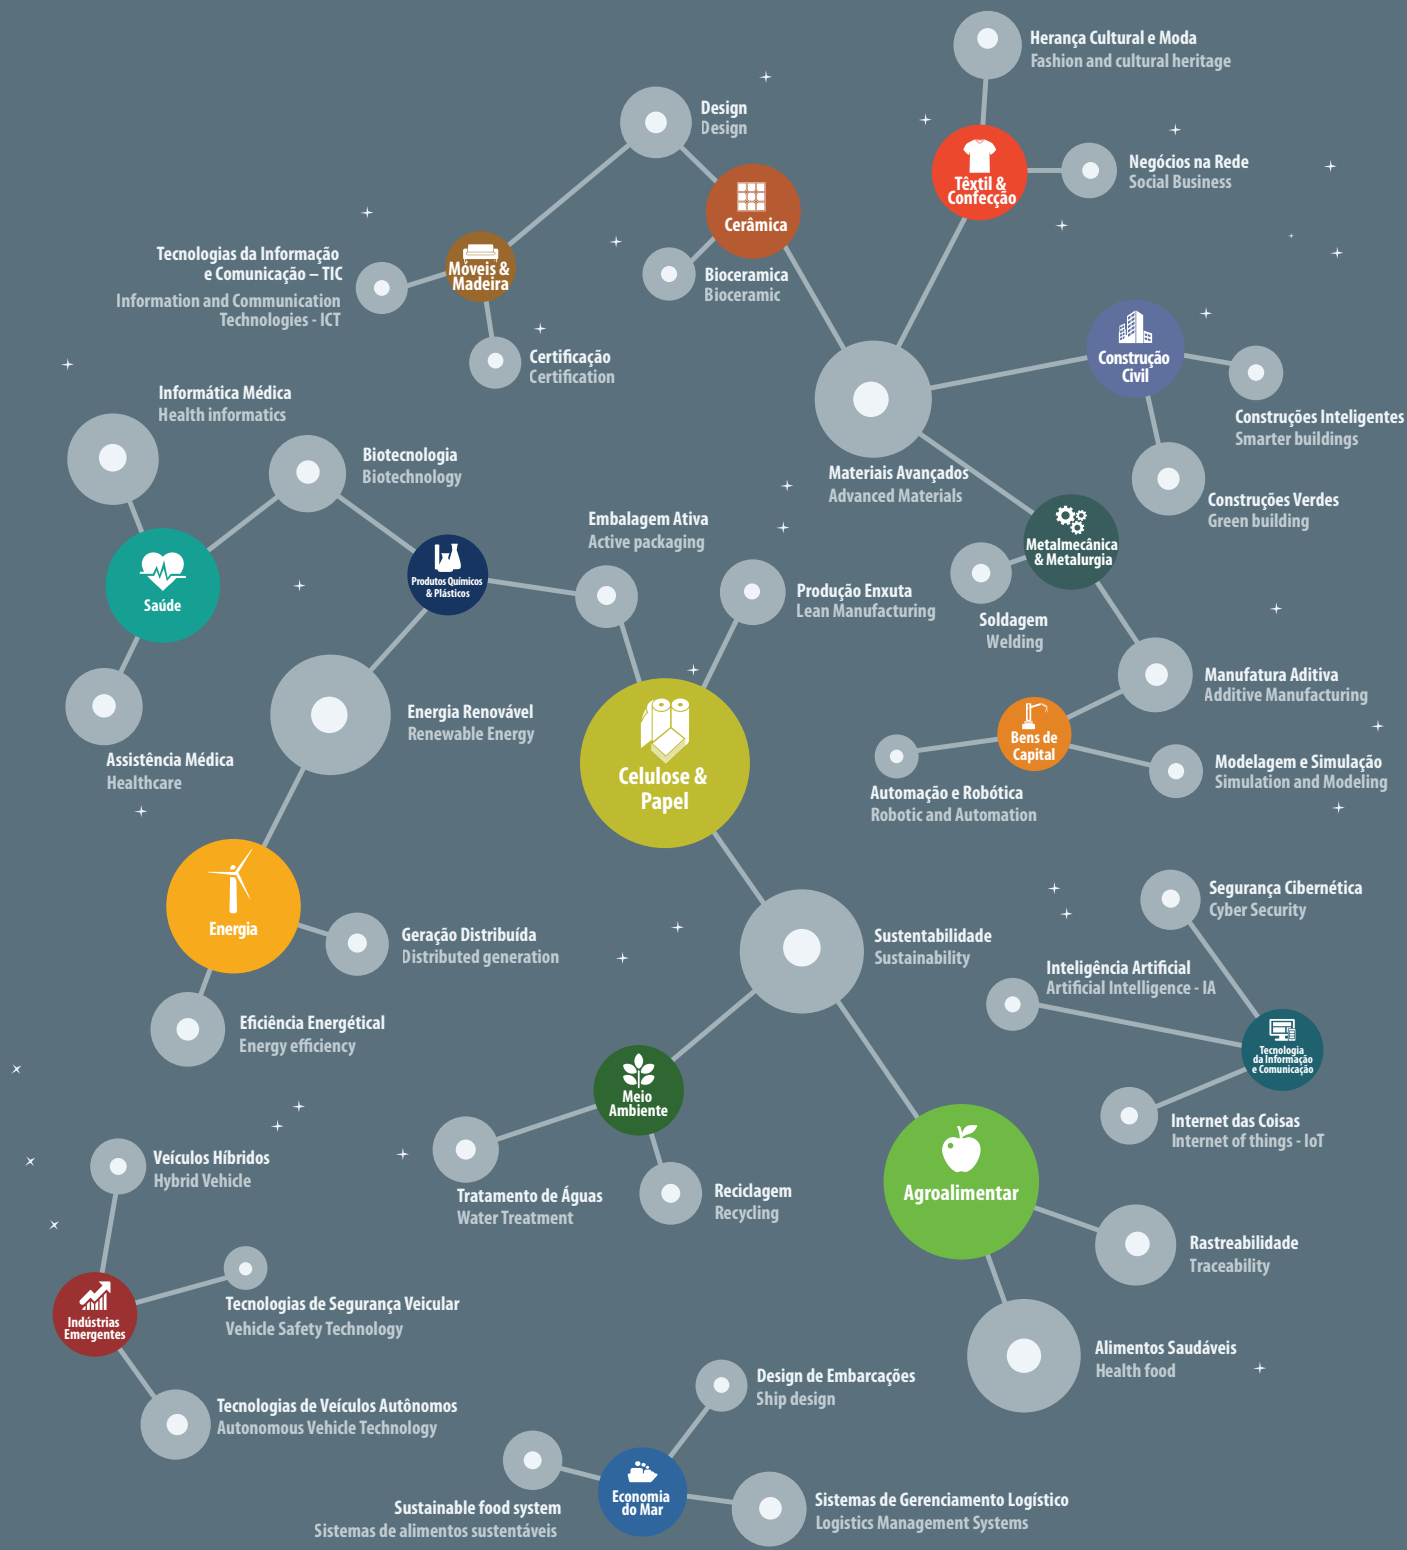 Herança Cultural e Moda
Fashion and cultural heritage
Design
Design
Negócios na Rede
Social Business
Têxtil &
Confecção
Cerâmica
Tecnologias da Informação
e Comunicação – TIC
Information and Communication
Technologies - ICT
Móveis &
Madeira
Bioceramica
Bioceramic
Certificação
Certification
Construção
Civil
Construções Inteligentes
Smarter buildings
Informática Médica
Health informatics
Biotecnologia
Biotechnology
Materiais Avançados
Advanced Materials
Construções Verdes
Green building
Embalagem Ativa
Active packaging
Metalmecânica
& Metalurgia
Produtos Químicos
& Plásticos
Saúde
Produção Enxuta
Lean Manufacturing
Soldagem
Welding
Manufatura Aditiva
Additive Manufacturing
Energia Renovável
Renewable Energy
Bens de
Capital
Assistência Médica
Healthcare
Celulose &
Papel
Modelagem e Simulação
Simulation and Modeling
Automação e Robótica
Robotic and Automation
Segurança Cibernética
Cyber Security
Energia
Geração Distribuída
Distributed generation
Sustentabilidade
Sustainability
Inteligência Artificial
Artificial Intelligence - IA
Eficiência Energétical
Energy efficiency
Tecnologia
da Informação
e Comunicação
Meio
Ambiente
Internet das Coisas
Internet of things - IoT
Veículos Híbridos
Hybrid Vehicle
Tratamento de Águas
Water Treatment
Reciclagem
Recycling
Agroalimentar
Rastreabilidade
Traceability
Tecnologias de Segurança Veicular
Vehicle Safety Technology
Indústrias
Emergentes
Alimentos Saudáveis
Health food
Design de Embarcações
Ship design
Tecnologias de Veículos Autônomos
Autonomous Vehicle Technology
Economia
do Mar
Sustainable food system
Sistemas de alimentos sustentáveis
Sistemas de Gerenciamento Logístico
Logistics Management Systems